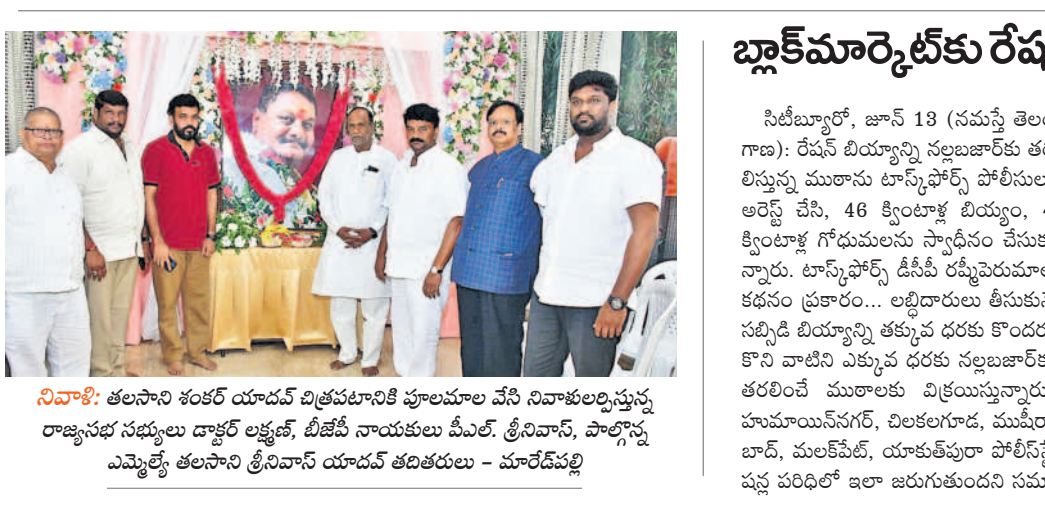 నివాళి: తలసాని శంకర్ యాదవ్ చిత్రపటానికి పూలమాల వేసి నివాళులర్పిస్తున్న
రాజ్యసభ సభ్యులు డాక్టర్ లక్ష్మణ్, బీజేపీ నాయకులు పీఎల్. శ్రీనివాస్, పాల్గొన్న
ఎమ్మెల్యే తలసాని శ్రీనివాస్ యాదవ్ తదితరులు – మారేడ్‌పల్లి
బ్లాక్‌మార్కెట్‌కు రేష
సిటీబ్యూరో, జూన్ 13 (నమస్తే తెలం
గాణ): రేషన్ బియ్యాన్ని నల్లబజార్‌కు తర
లిస్తున్న ముఠాను టాస్క్‌ఫోర్స్ పోలీసుల
అరెస్ట్ చేసి, 46 క్వింటాళ్ల బియ్యం,
క్వింటాళ్ల గోధుమలను స్వాధీనం చేసుక
న్నారు. టాస్క్‌ఫోర్స్ డీసీపీ రష్మీపెరుమాల
కథనం ప్రకారం... లబ్ధిదారులు తీసుకునే
సబ్సిడి బియ్యాన్ని తక్కువ ధరకు కొందర
కొని వాటిని ఎక్కువ ధరకు నల్లబజార్‌క
తరలించే ముఠాలకు విక్రయిస్తున్నారు
హుమాయిన్‌నగర్, చిలకలగూడ, ముషీరా
బాద్, మలక్‌పేట్, యాకుత్‌పురా పోలీస్‌స్టే
షన్ల పరిధిలో ఇలా జరుగుతుందని సమా